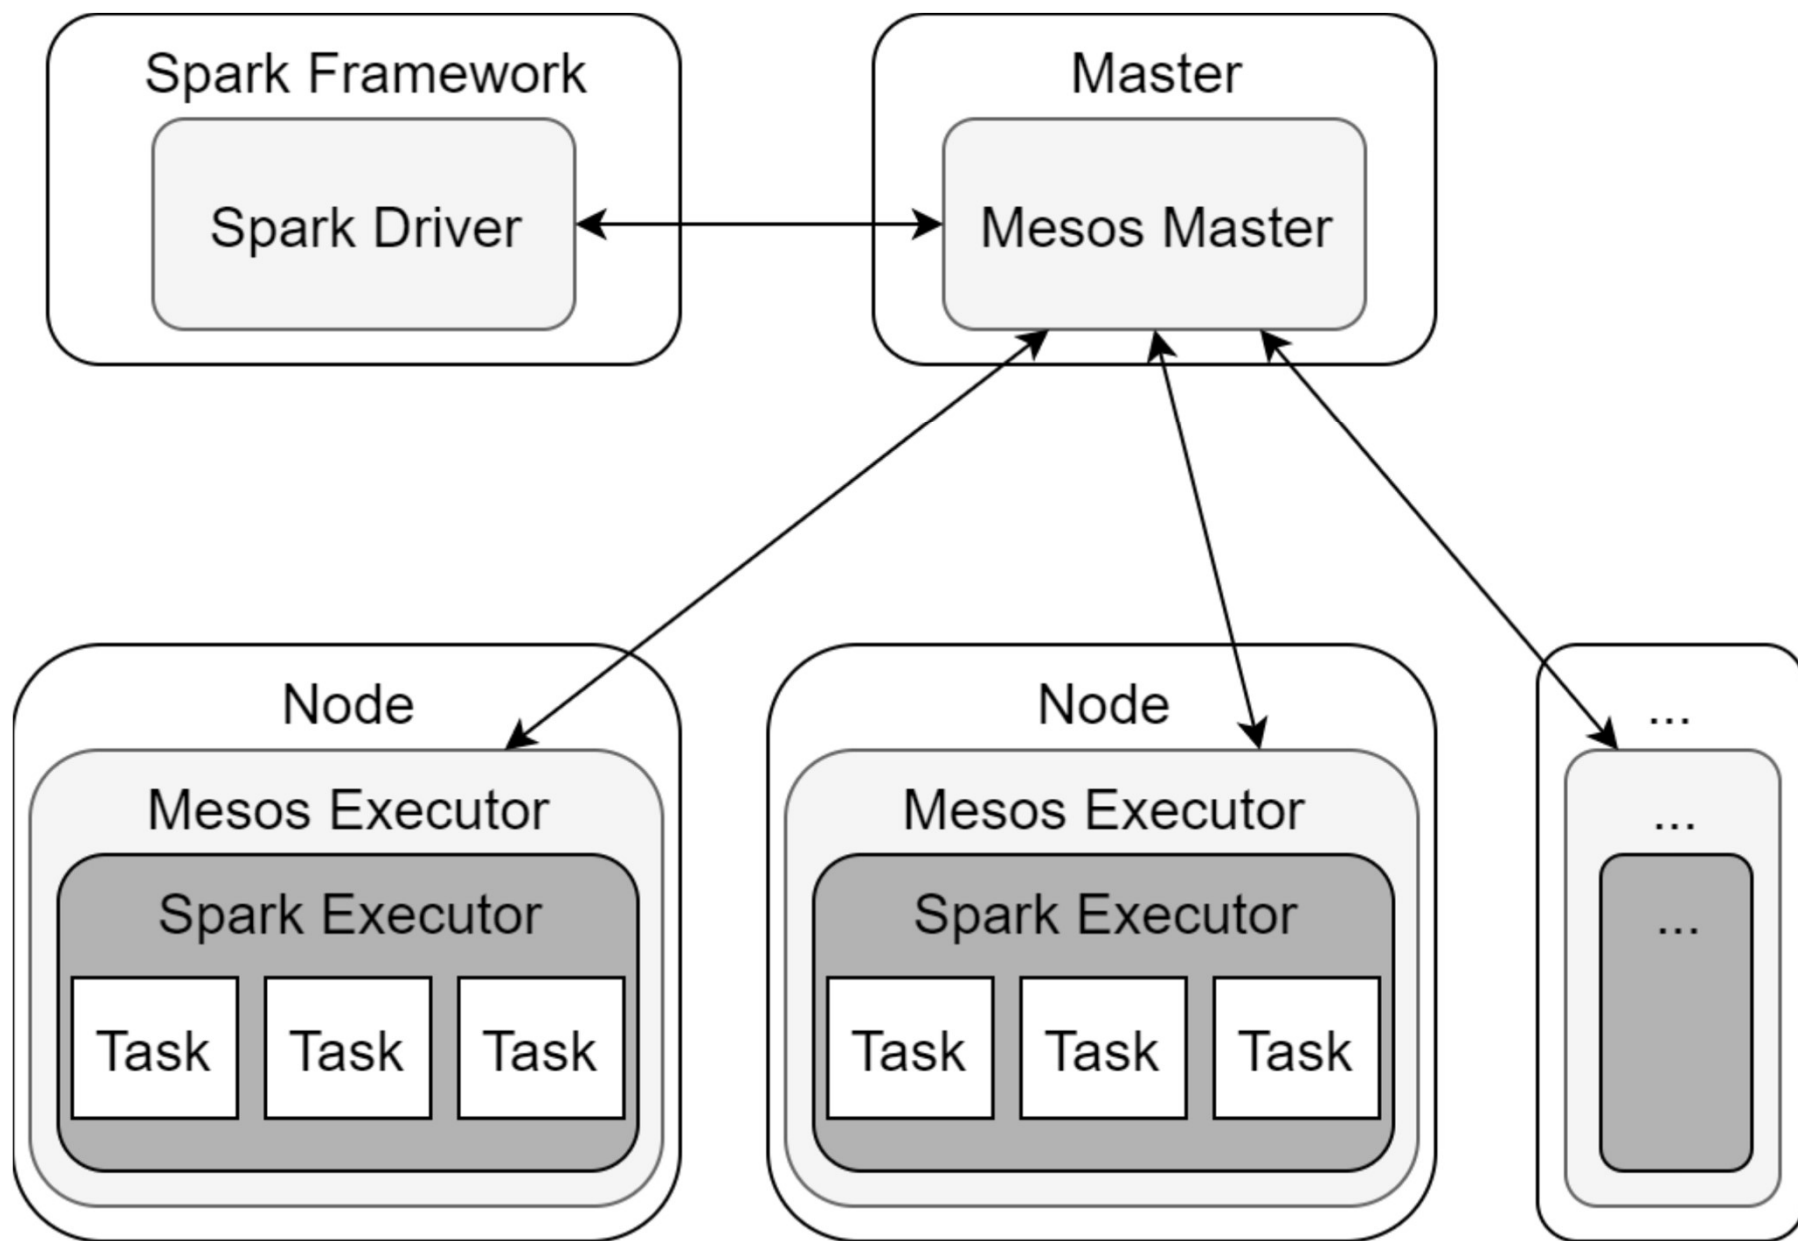 Spark Framework
Master
Spark Driver
Mesos Master
Node
Node
...
Mesos Executor
Mesos Executor
...
Spark Executor
Spark Executor
...
Task
Task
Task
Task
Task
Task